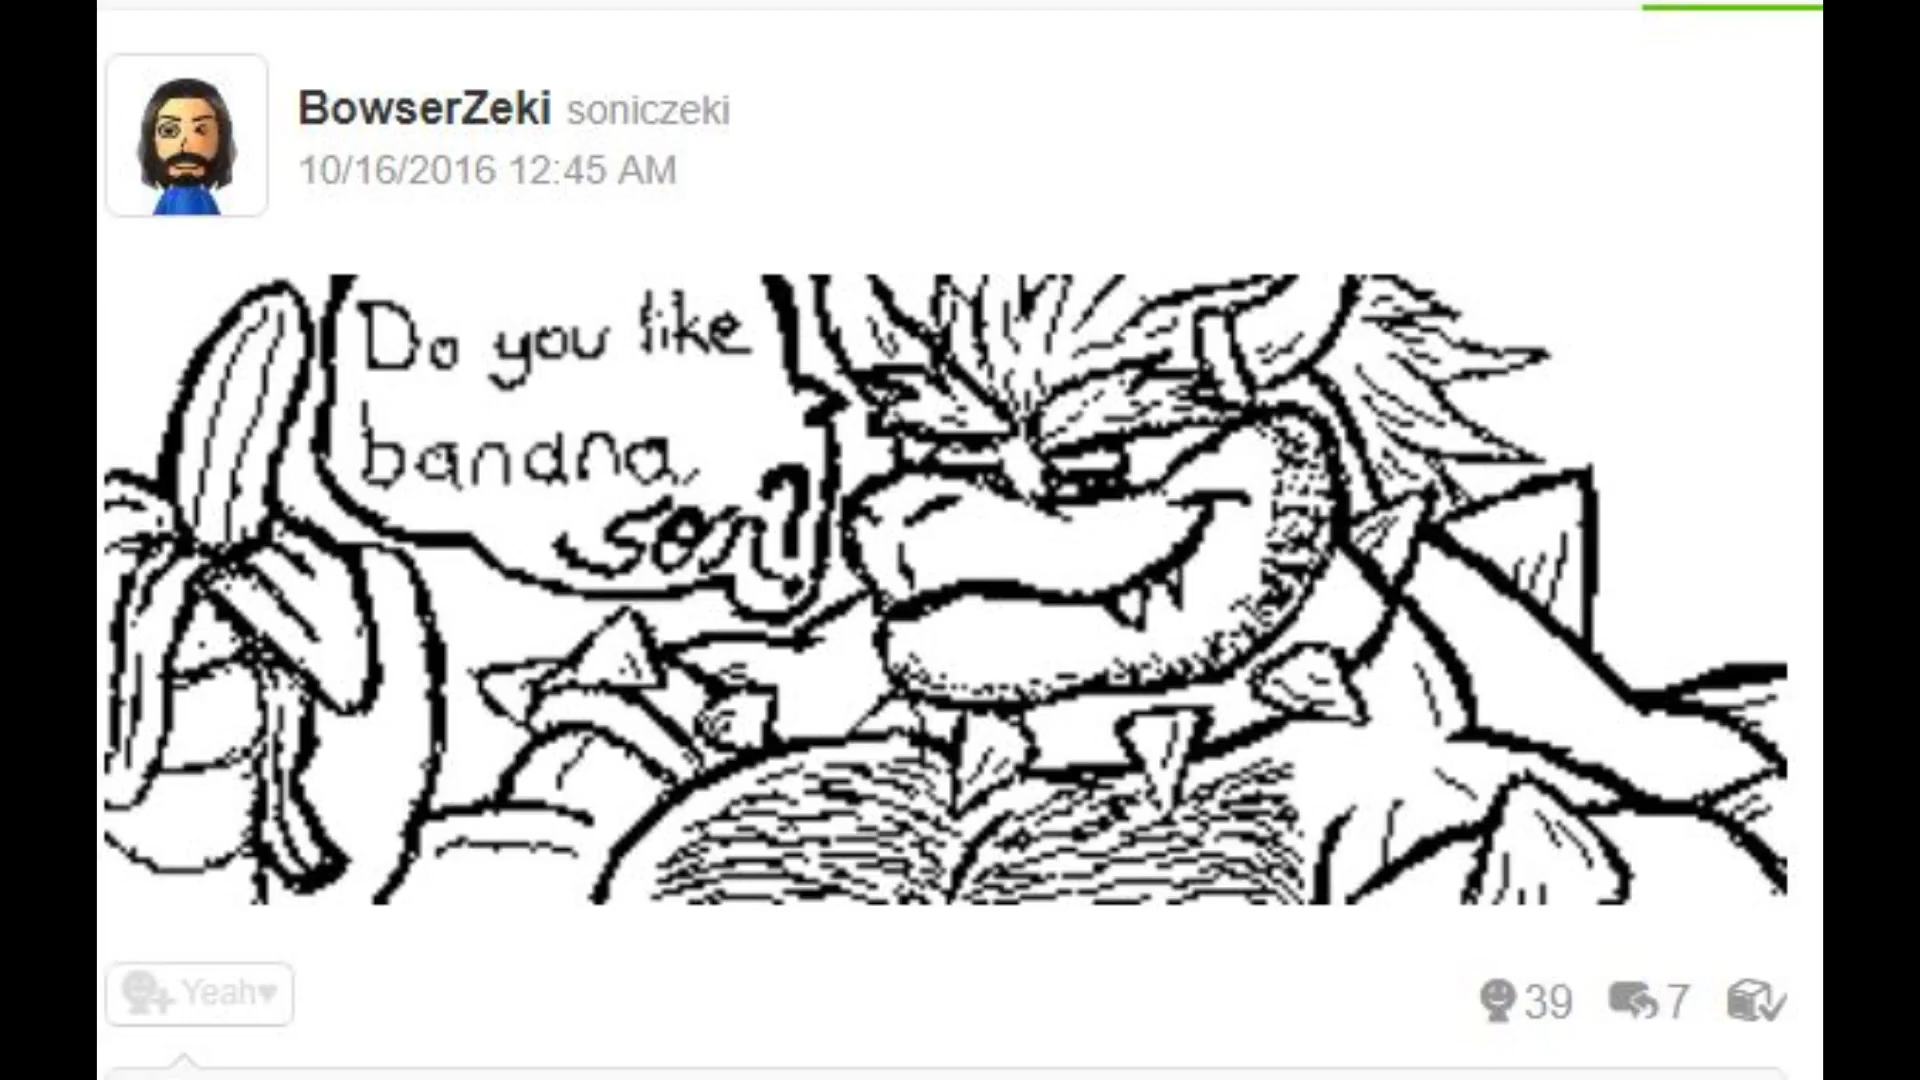 BowserZeki soniczeki
10/16/2016 12:45 AM
Do you like
banana,
son?
Yeah♥
39 7